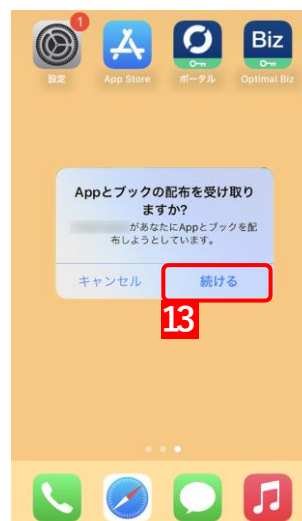 1
Biz
設定 App Store ポータル Optimal Biz
Appとブックの配布を受け取り
ますか?
があなたにAppとブックを配
布しようとしています。
キャンセル 続ける
13